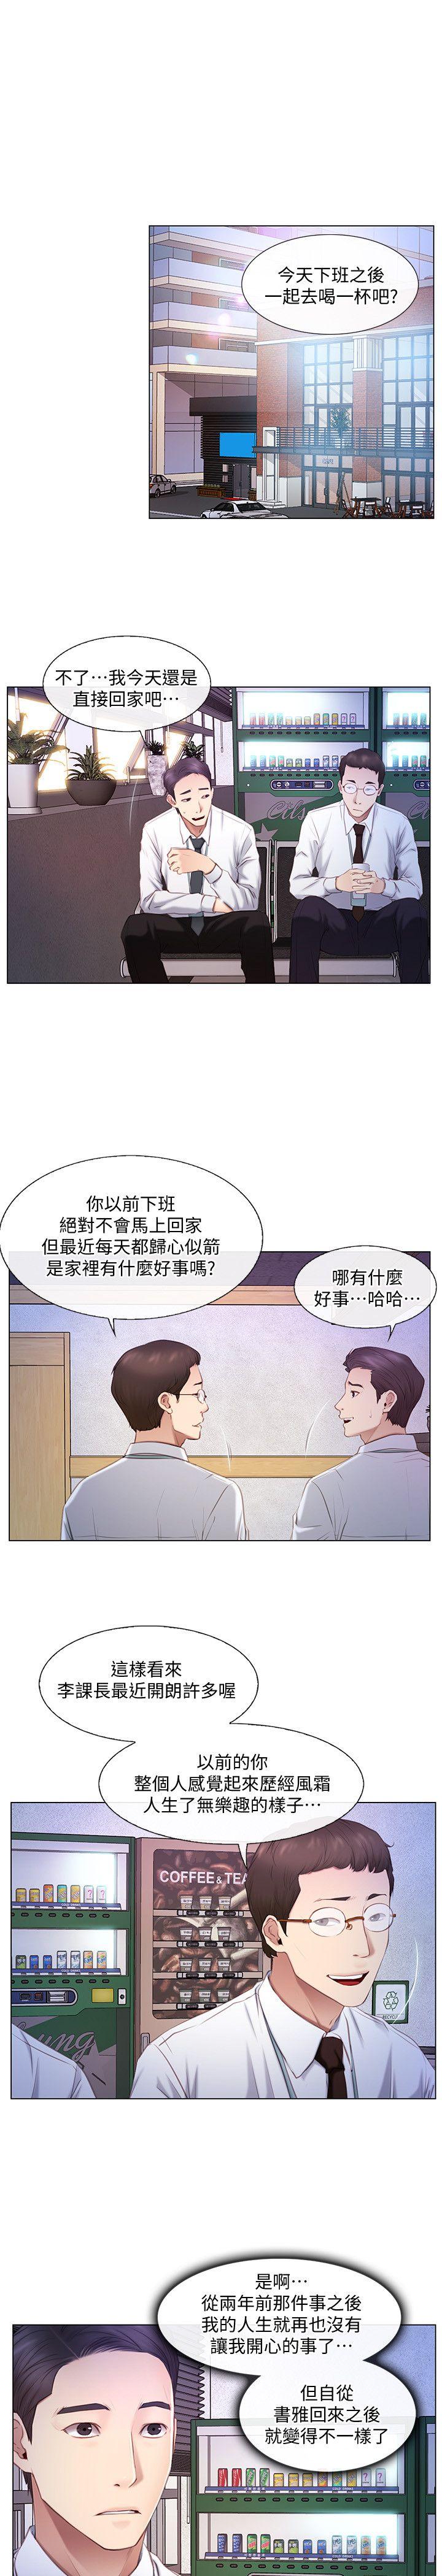 今天下班之後
一起去喝一杯吧?
不了⋯我今天還是
直接回家吧⋯
你以前下班
絕對不會馬上回家
但最近每天都歸心似箭
是家裡有什麼好事嗎?
哪有什麼
好事⋯哈哈⋯
這樣看來
李課長最近開朗許多喔
以前的你
整個人感覺起來歷經風霜
人生了無樂趣的樣子⋯
COFFEE & TEA
是啊⋯
從兩年前那件事之後
我的人生就再也沒有
讓我開心的事了⋯
但自從
書雅回來之後
就變得不一樣了